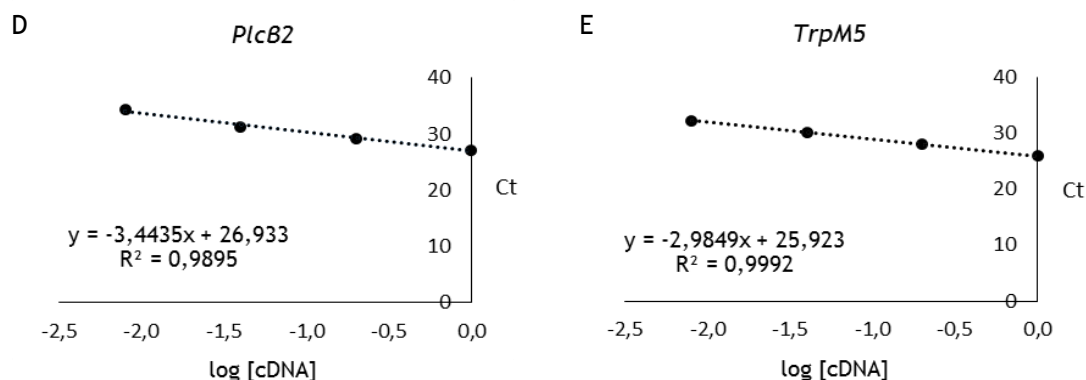 D
PlcB2
40
30
20
10
0
Ct
y = -3,4435x + 26,933
R² = 0,9895
-2,5 -2,0 -1,5 -1,0 -0,5 0,0
log [cDNA]
E
TrpM5
40
30
20
10
0
Ct
y = -2,9849x + 25,923
R² = 0,9992
-2,5 -2,0 -1,5 -1,0 -0,5 0,0
log [cDNA]